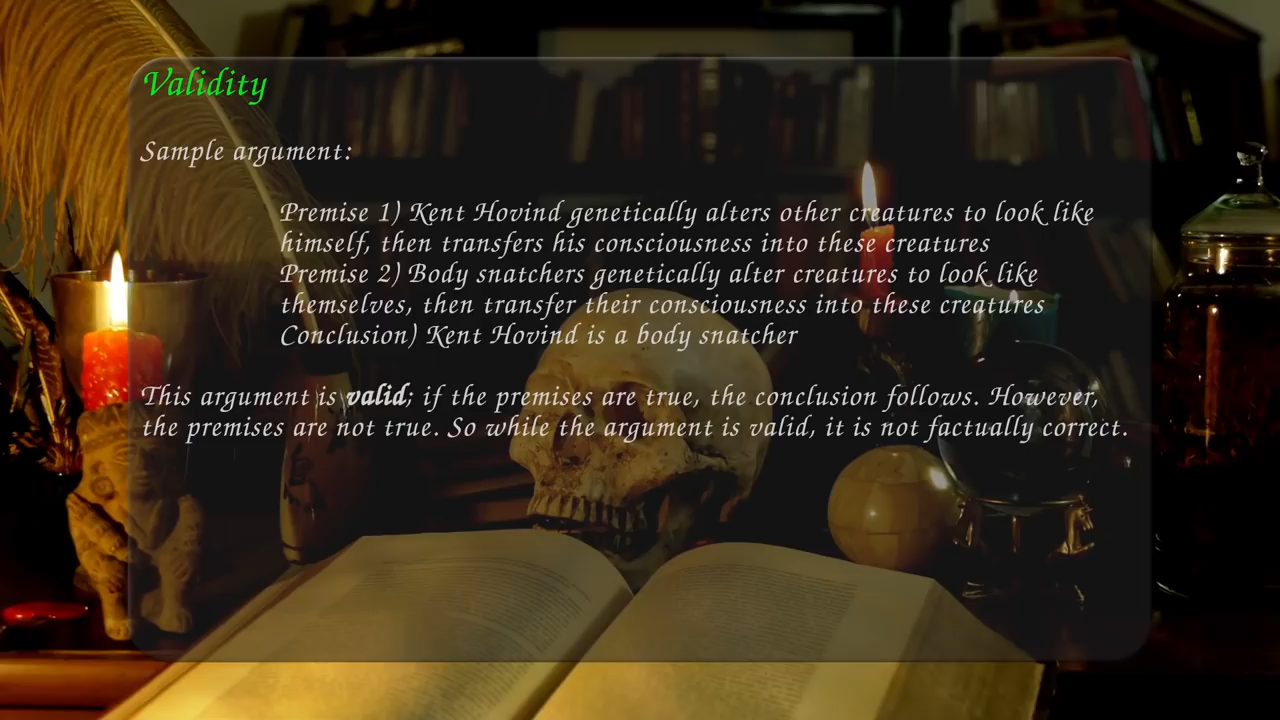 Validity
Sample argument:
Premise 1) Kent Hovind genetically alters other creatures to look like
himself, then transfers his consciousness into these creatures
Premise 2) Body snatchers genetically alter creatures to look like
themselves, then transfer their consciousness into these creatures
Conclusion) Kent Hovind is a body snatcher
This argument is valid; if the premises are true, the conclusion follows. However,
the premises are not true. So while the argument is valid, it is not factually correct.